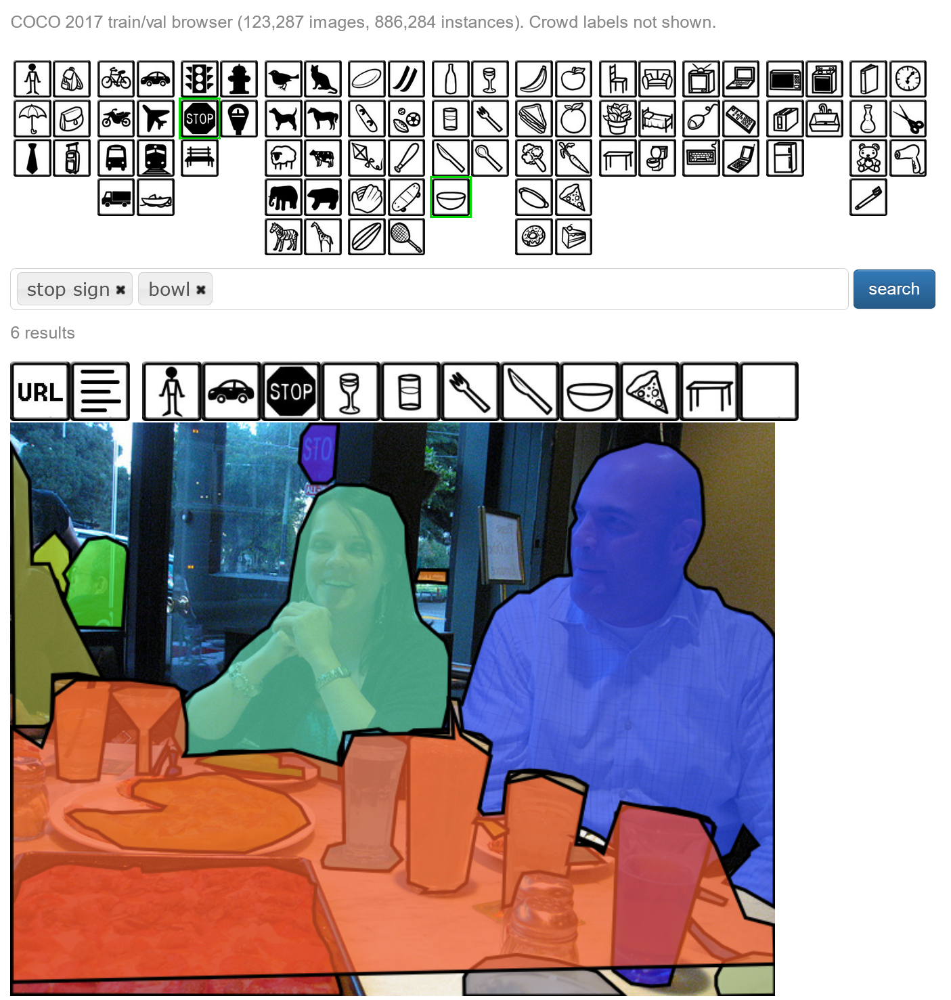 COCO 2017 train/val browser (123,287 images, 886,284 instances). Crowd labels not shown.
STOP
stop sign ✖ bowl ✖
search
6 results
URL
STOP
STO